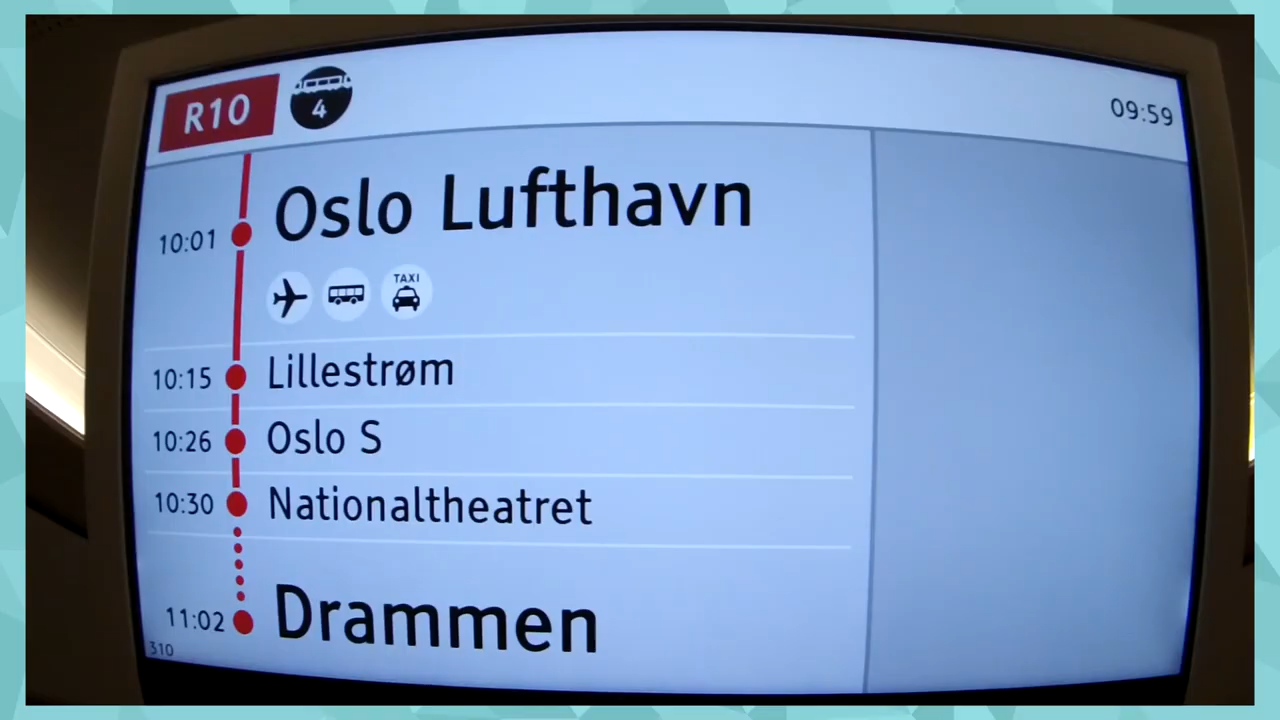 R10
4
09:59
10:01 Oslo Lufthavn
TAXI
10:15 Lillestrøm
10:26 Oslo S
10:30 Nationaltheatret
11:02 Drammen
310